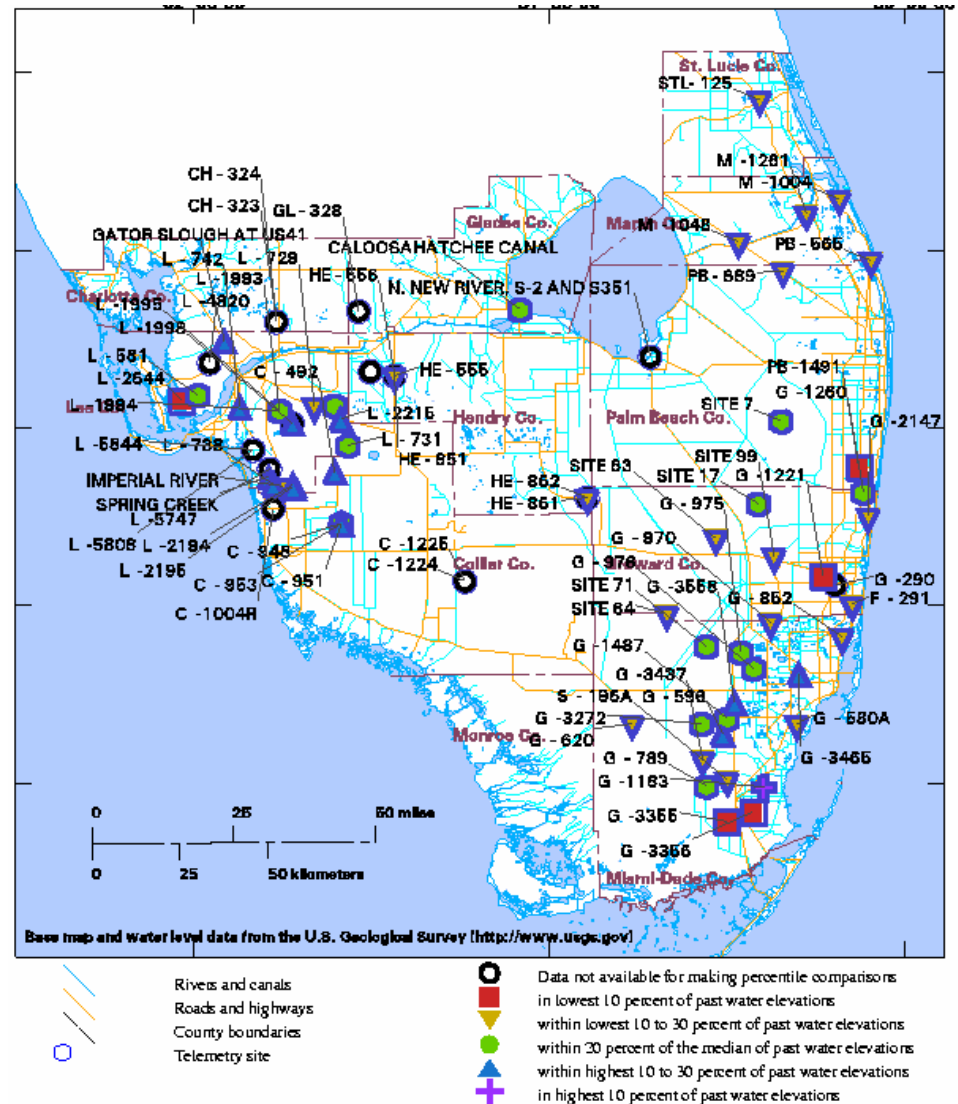 St. Lucie Co.
STL- 125
M -1261
CH - 324
M -1004
CH - 323
GL - 328
Glades Co.
GATOR SLOUGH AT US41
CALOOSAHATCHEE CANAL
M -1048
PB -566
L - 742
L - 729
HE -556
L -1993
N. NEW RIVER, S-2 AND S351
PB -689
Charlotte Co.
L -1995
L -4820
L -1998
L - 581
C - 492
HE - 555
PB -1491
L -2644
G -1260
L -1984
L -2215
SITE 7
Hendry Co.
Palm Beach Co.
G -2147
L -5844
L - 738
L - 731
SITE 99
HE -851
SITE 63
SITE 17
G -1221
IMPERIAL RIVER
HE - 862
HE - 861
G - 975
SPRING CREEK
L -5747
G - 970
L -5808
L -2194
C - 948
C -1225
G - 976
L -2195
C -1224
Collier Co.
SITE 71
G -3568
G - 290
C - 953
C - 951
G - 852
F - 291
C -1004R
SITE 64
G -1487
G -3437
S - 196A
G - 596
G -3272
G - 580A
Monroe Co.
G - 620
G - 789
G -3465
G -1183
0
25
50 miles
G -3355
G -3356
0
25
50 kilometers
Miami-Dade Co.
Base map and water level data from the U.S. Geological Survey [http://www.usgs.gov]
Rivers and canals
Roads and highways
County boundaries
Telemetry site
Data not available for making percentile comparisons
in lowest 10 percent of past water elevations
within lowest 10 to 30 percent of past water elevations
within 20 percent of the median of past water elevations
within highest 10 to 30 percent of past water elevations
in highest 10 percent of past water elevations